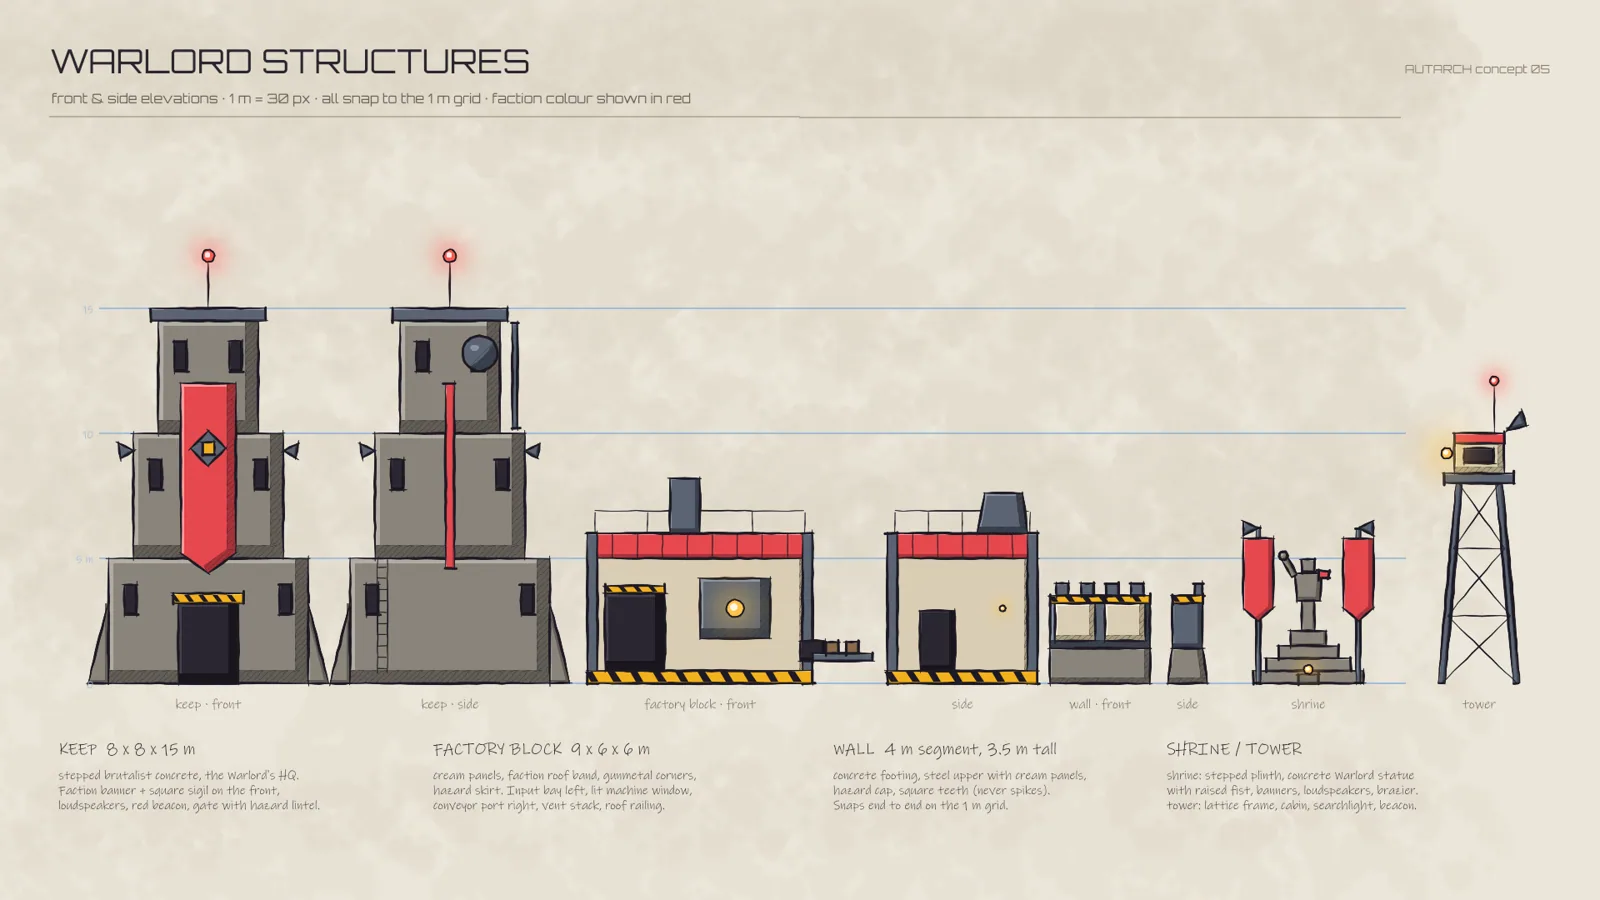 WARLORD STRUCTURES
AUTARCH concept 05
front & side elevations · 1 m = 30 px · all snap to the 1 m grid · faction colour shown in red
15
10
keep · front
keep · side
factory block · front
side
wall · front
side
shrine
tower
KEEP 8 x 8 x 15 m
stepped brutalist concrete, the Warlord's HQ.
Faction banner + square sigil on the front,
loudspeakers, red beacon, gate with hazard lintel.
FACTORY BLOCK 9 x 6 x 6 m
cream panels, faction roof band, gunmetal corners,
hazard skirt. Input bay left, lit machine window,
conveyor port right, vent stack, roof railing.
WALL 4 m segment, 3.5 m tall
concrete footing, steel upper with cream panels,
hazard cap, square teeth (never spikes).
Snaps end to end on the 1 m grid.
SHRINE / TOWER
shrine: stepped plinth, concrete Warlord statue
with raised fist, banners, loudspeakers, brazier.
tower: lattice frame, cabin, searchlight, beacon.